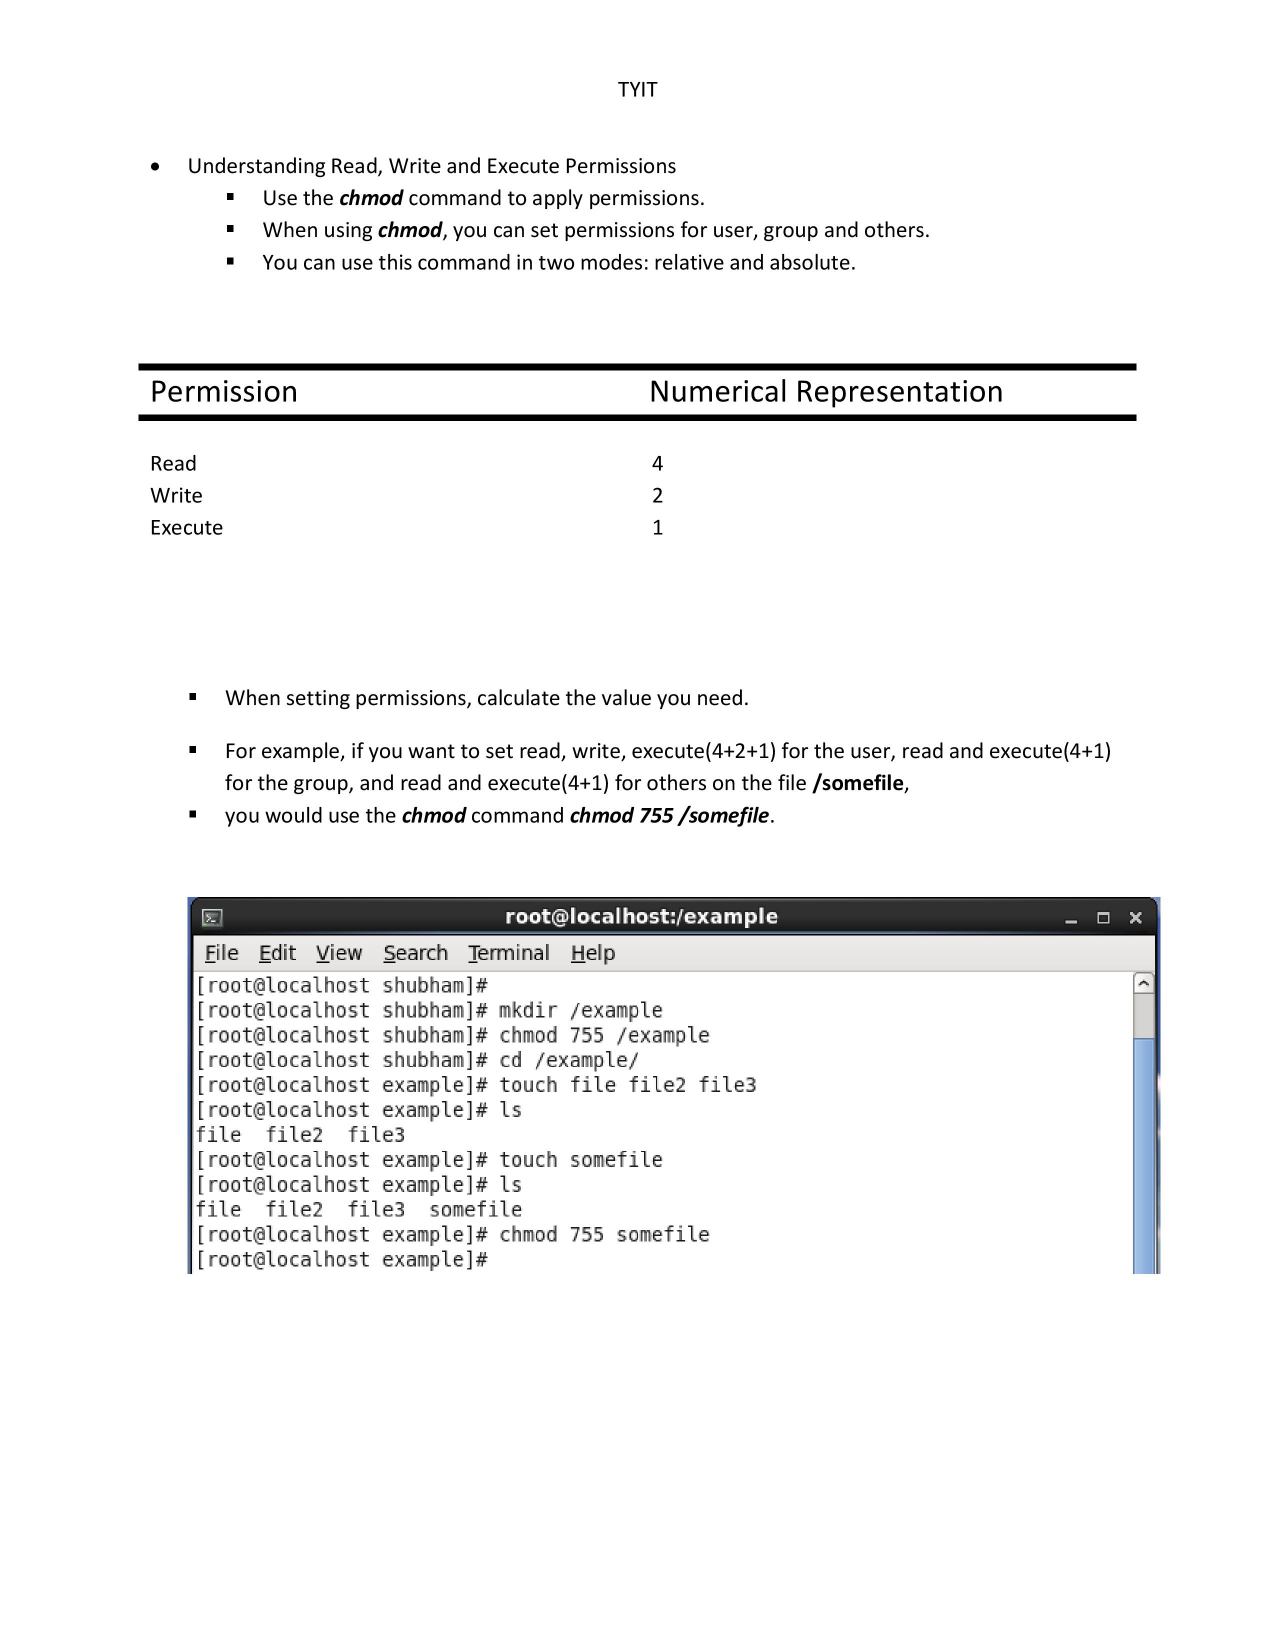 TYIT
• Understanding Read, Write and Execute Permissions
▪ Use the chmod command to apply permissions.
▪ When using chmod, you can set permissions for user, group and others.
▪ You can use this command in two modes: relative and absolute.
Permission Numerical Representation
Read 4
Write 2
Execute 1
▪ When setting permissions, calculate the value you need.
▪ For example, if you want to set read, write, execute(4+2+1) for the user, read and execute(4+1)
for the group, and read and execute(4+1) for others on the file /somefile,
▪ you would use the chmod command chmod 755 /somefile.
root@localhost:/example
File Edit View Search Terminal Help
[root@localhost shubham]#
[root@localhost shubham]# mkdir /example
[root@localhost shubham]# chmod 755 /example
[root@localhost shubham]# cd /example/
[root@localhost example]# touch file file2 file3
[root@localhost example]# ls
file file2 file3
[root@localhost example]# touch somefile
[root@localhost example]# ls
file file2 file3 somefile
[root@localhost example]# chmod 755 somefile
[root@localhost example]#